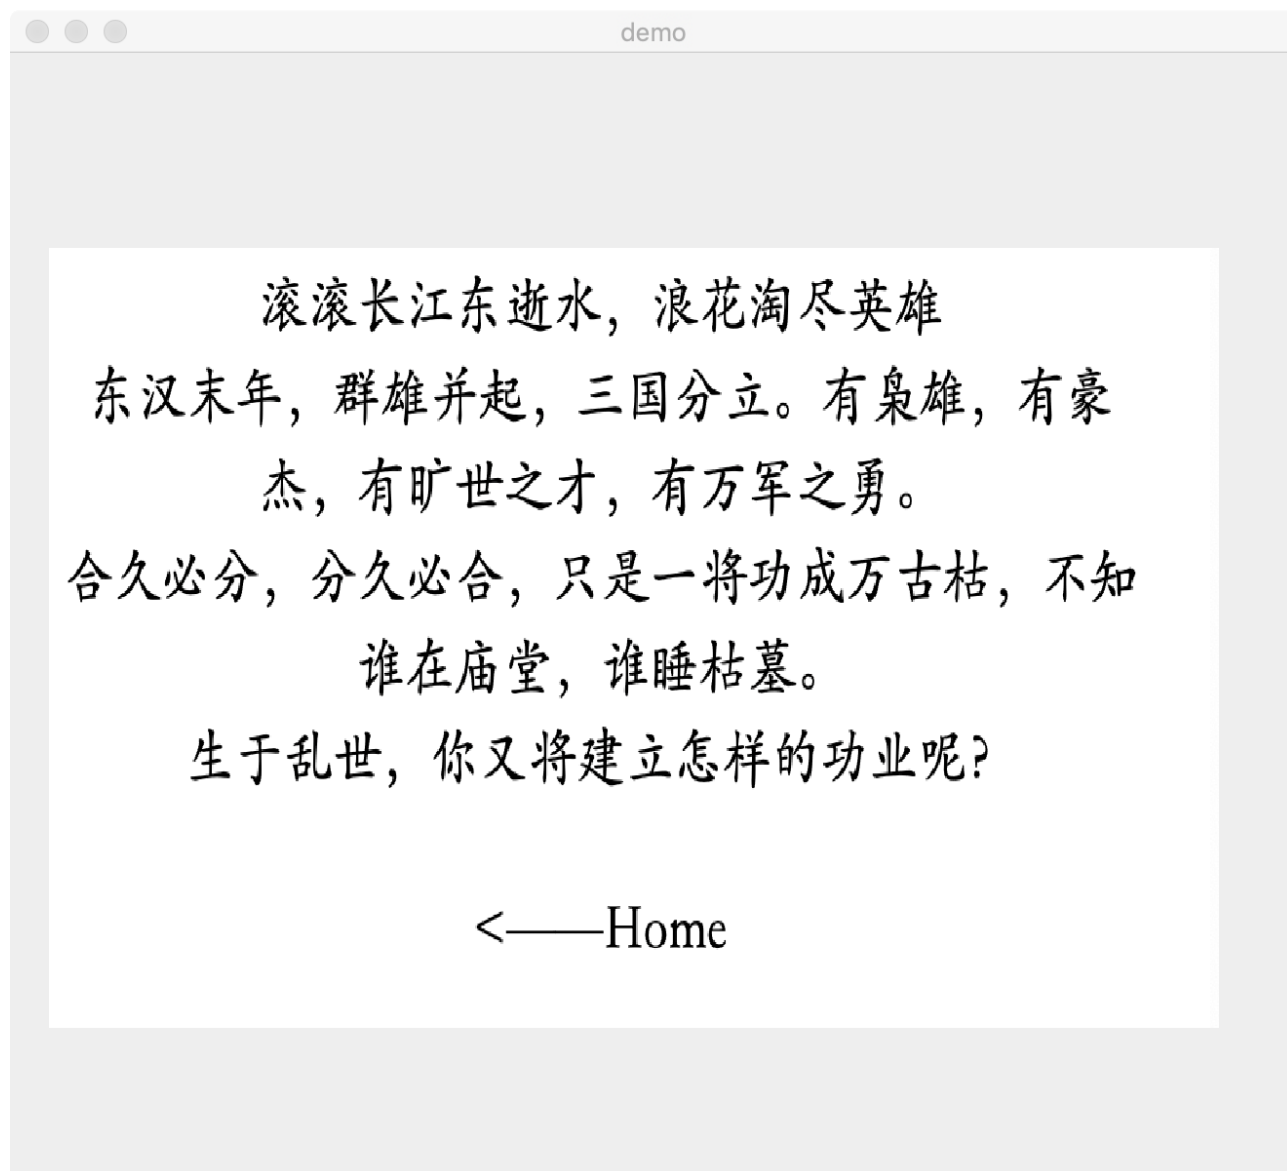 demo
滚滚长江东逝水，浪花淘尽英雄
东汉末年，群雄并起，三国分立。有枭雄，有豪
杰，有旷世之才，有万军之勇。
合久必分，分久必合，只是一将功成万古枯，不知
谁在庙堂，谁睡枯墓。
生于乱世，你又将建立怎样的功业呢?
<——Home